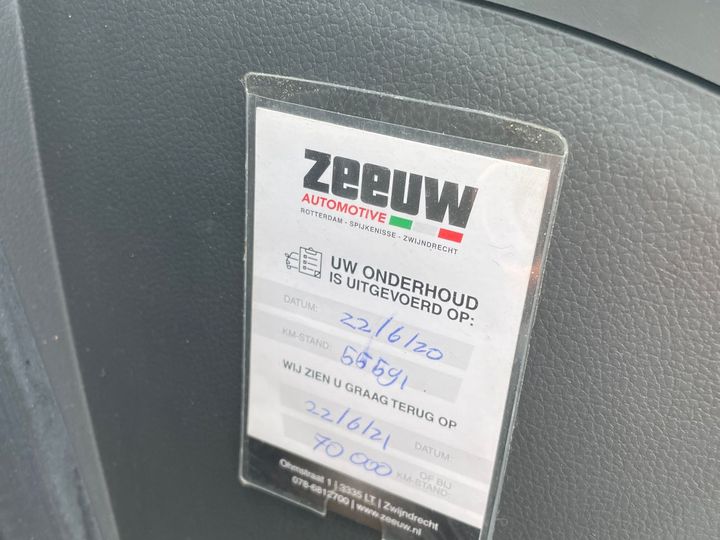 zeeuw
AUTOMOTIVE
ROTTERDAM - SPIJKENISSE - ZWIJNDRECHT
UW ONDERHOUD
IS UITGEVOERD OP:
DATUM: 22/6/20
KM-STAND: 55591
WIJ ZIEN U GRAAG TERUG OP
22/6/21 DATUM:
OF BIJ
70 000 KM-STAND:
Ohmstraat 1 | 3335 LT | Zwijndrecht
078-6812700 | www.zeeuw.nl